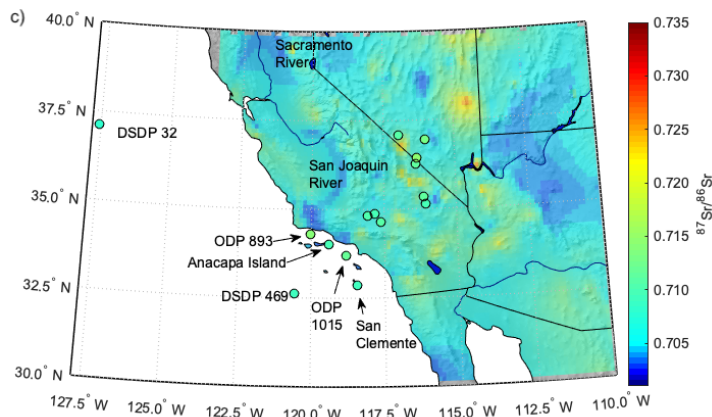 c)
40.0° N
37.5° N
35.0° N
32.5° N
30.0° N
Sacramento
River
DSDP 32
San Joaquin
River
ODP 893
Anacapa Island
DSDP 469
ODP
1015
San
Clemente
127.5° W
125.0° W
122.5° W
120.0° W
117.5° W
115.0° W
112.5° W
110.0° W
0.735
0.730
0.725
0.720
0.715
0.710
0.705
0.701
87Sr/86Sr